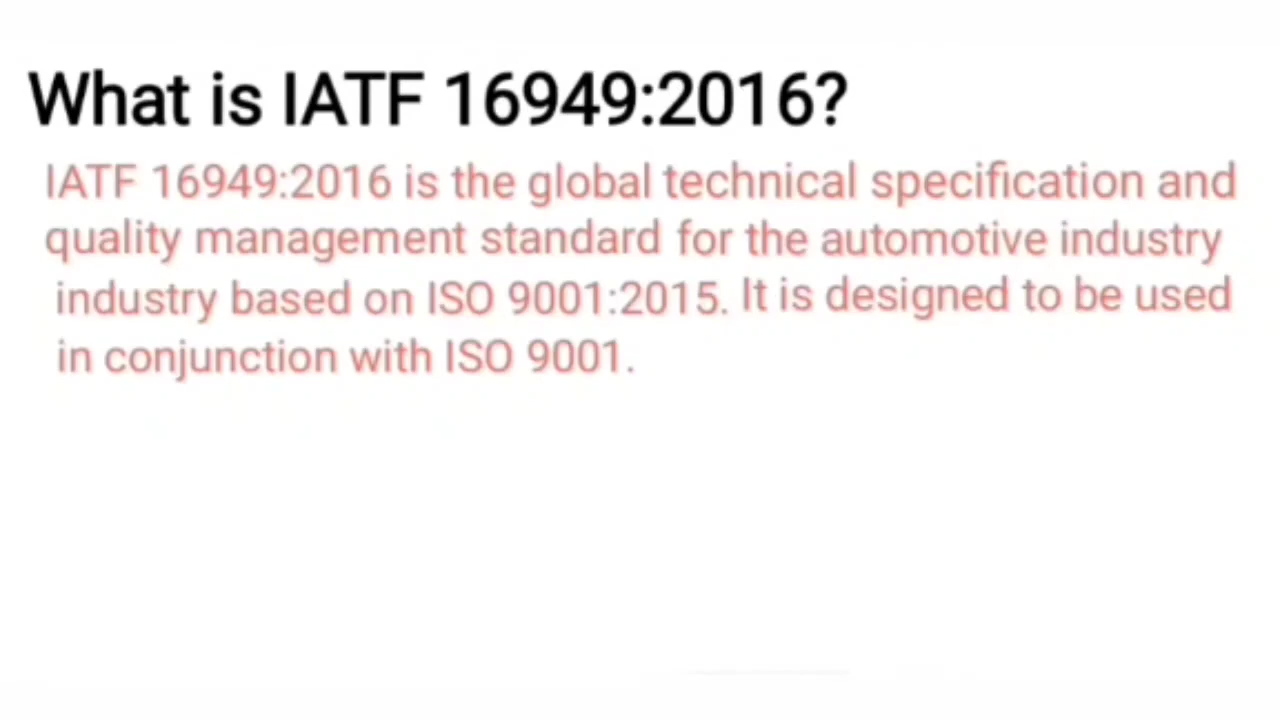 What is IATF 16949:2016?
IATF 16949:2016 is the global technical specification and
quality management standard for the automotive industry
industry based on ISO 9001:2015. It is designed to be used
in conjunction with ISO 9001.